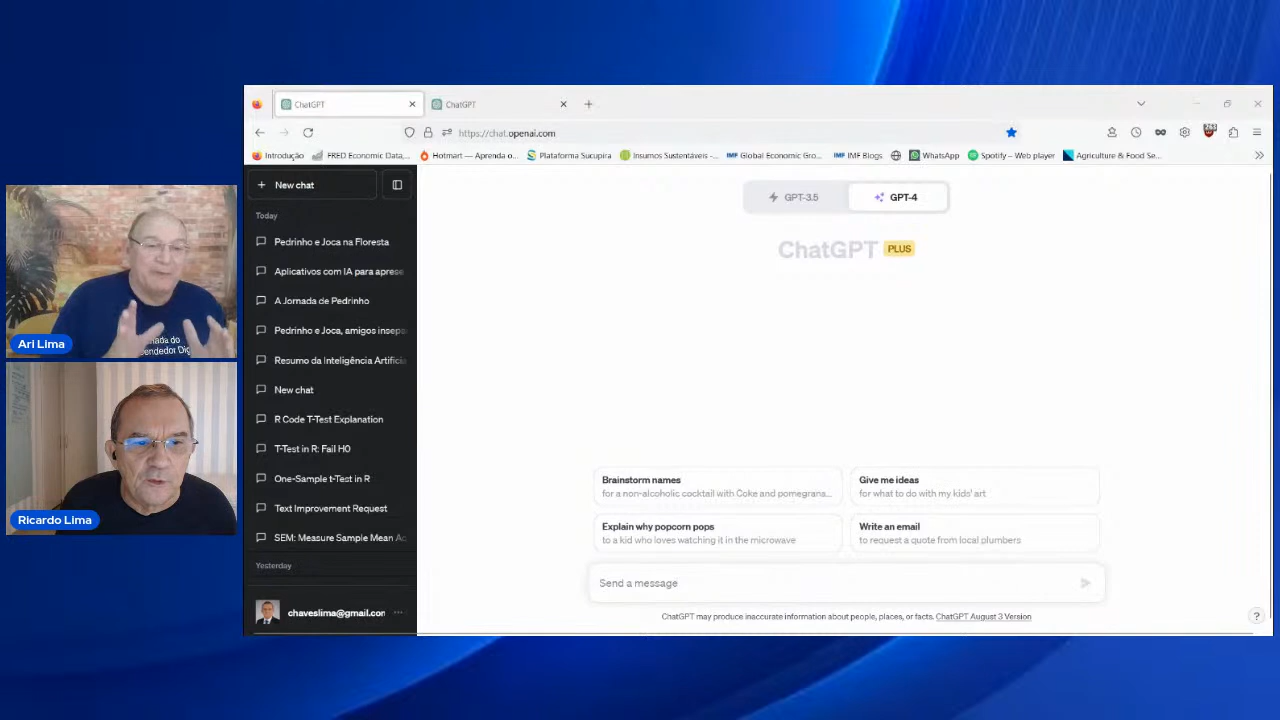 ChatGPT
ChatGPT
https://chat.openai.com
Introdução
FRED Economic Data,...
Hotmart — Aprenda o...
Plataforma Sucupira
Insumos Sustentáveis -...
IMF Global Economic Gro...
IMF IMF Blogs
WhatsApp
Spotify – Web player
Agriculture & Food Se...
New chat
Today
Pedrinho e Joca na Floresta
Aplicativos com IA para aprese
A Jornada de Pedrinho
Pedrinho e Joca, amigos insepa
Resumo da Inteligência Artificia
New chat
R Code T-Test Explanation
T-Test in R: Fail H0
One-Sample t-Test in R
Text Improvement Request
SEM: Measure Sample Mean Ac
Yesterday
chaveslima@gmail.con
GPT-3.5
GPT-4
ChatGPT PLUS
Brainstorm names
for a non-alcoholic cocktail with Coke and pomegrana...
Give me ideas
for what to do with my kids' art
Explain why popcorn pops
to a kid who loves watching it in the microwave
Write an email
to request a quote from local plumbers
Send a message
ChatGPT may produce inaccurate information about people, places, or facts. ChatGPT August 3 Version
?
Ari Lima
Ricardo Lima